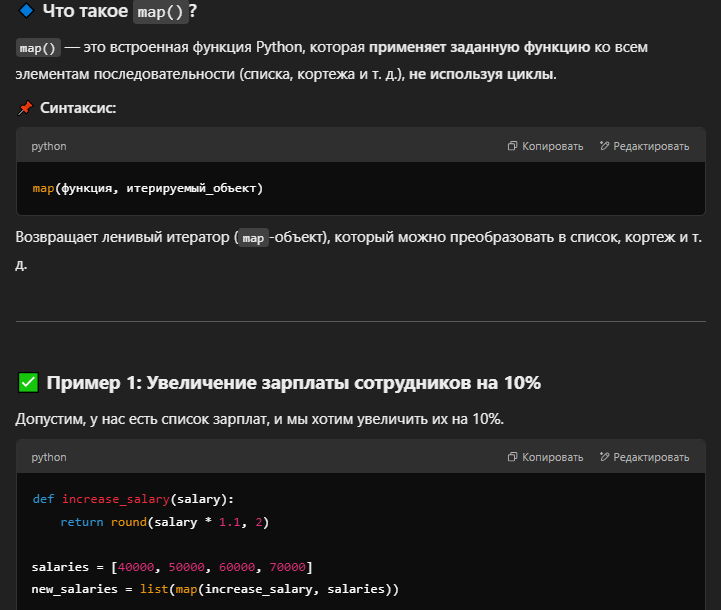 Что такое map()?
map() — это встроенная функция Python, которая применяет заданную функцию ко всем
элементам последовательности (списка, кортежа и т. д.), не используя циклы.
Синтаксис:
python Копировать Редактировать
map(функция, итерируемый_объект)
Возвращает ленивый итератор (map-объект), который можно преобразовать в список, кортеж и т.
д.
Пример 1: Увеличение зарплаты сотрудников на 10%
Допустим, у нас есть список зарплат, и мы хотим увеличить их на 10%.
python Копировать Редактировать
def increase_salary(salary):
    return round(salary * 1.1, 2)
salaries = [40000, 50000, 60000, 70000]
new_salaries = list(map(increase_salary, salaries))